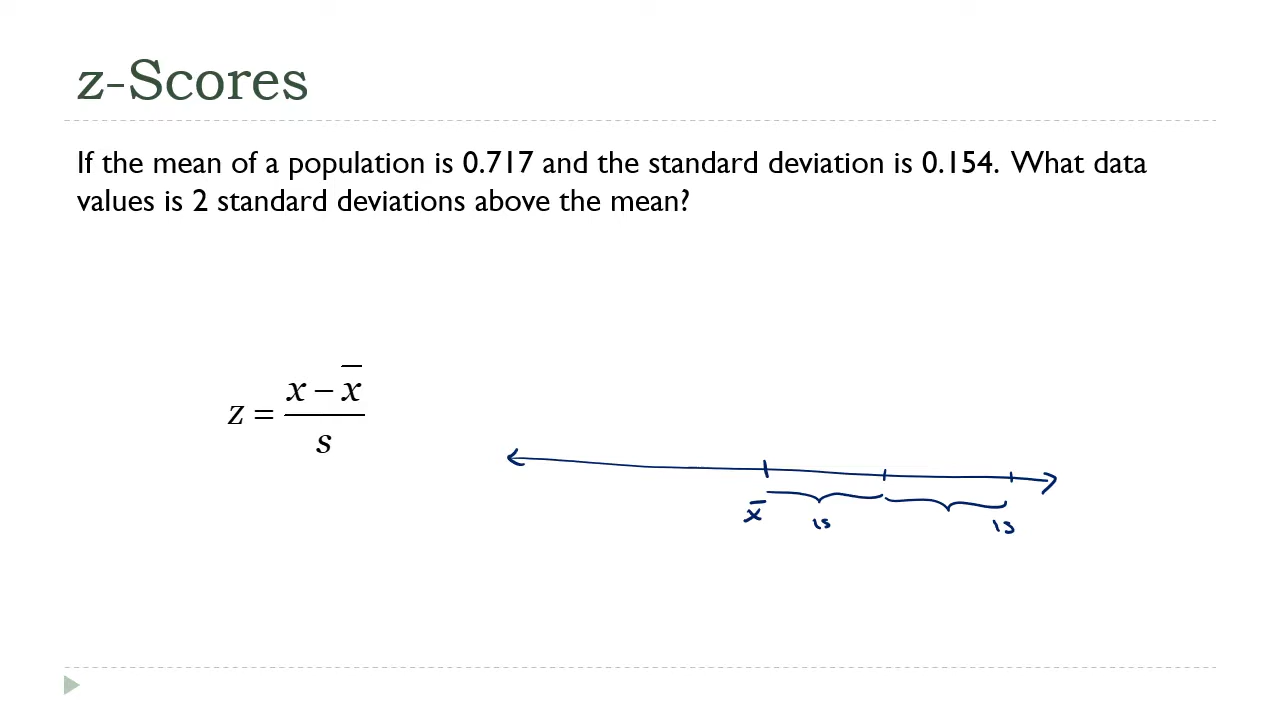 z-Scores
If the mean of a population is 0.717 and the standard deviation is 0.154. What data
values is 2 standard deviations above the mean?
z = (x − x̅) / s
x̅ 1s 1s